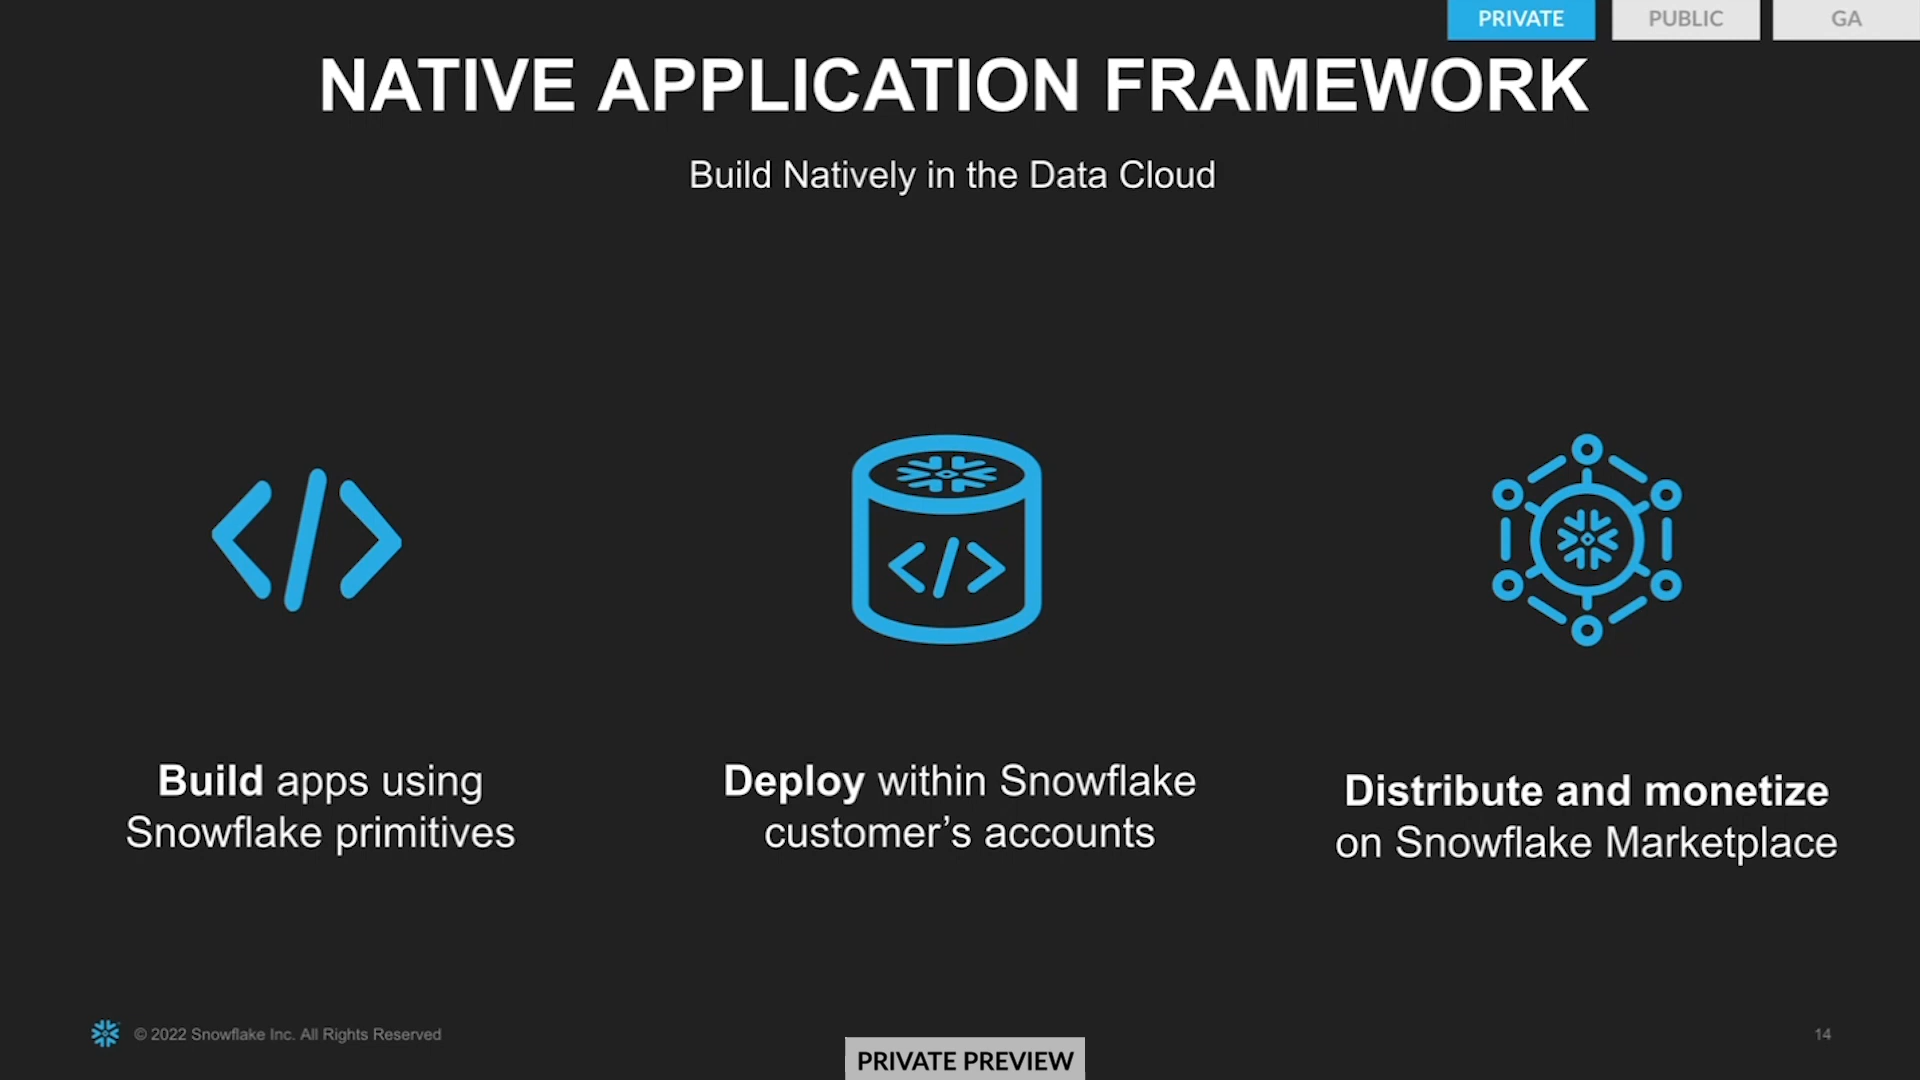 PRIVATE
PUBLIC
GA
NATIVE APPLICATION FRAMEWORK
Build Natively in the Data Cloud
Build apps using
Snowflake primitives
Deploy within Snowflake
customer’s accounts
Distribute and monetize
on Snowflake Marketplace
© 2022 Snowflake Inc. All Rights Reserved
14
PRIVATE PREVIEW